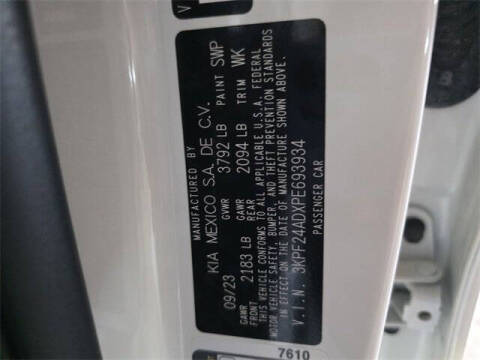 MANUFACTURED BY
KIA MEXICO S.A. DE C.V.
09/23 GVWR 3792 LB PAINT SWP
GAWR FRONT 2183 LB GAWR REAR 2094 LB TRIM WK
THIS VEHICLE CONFORMS TO ALL APPLICABLE U.S.A. FEDERAL
MOTOR VEHICLE SAFETY, BUMPER, AND THEFT PREVENTION STANDARDS
IN EFFECT ON THE DATE OF MANUFACTURE SHOWN ABOVE.
V.I.N. 3KPF24ADXPE693934
PASSENGER CAR
7610
V